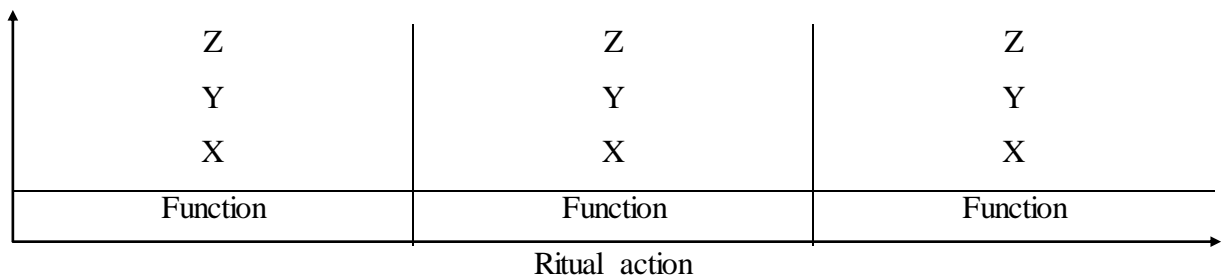 Z Z Z
Y Y Y
X X X
Function Function Function
Ritual action